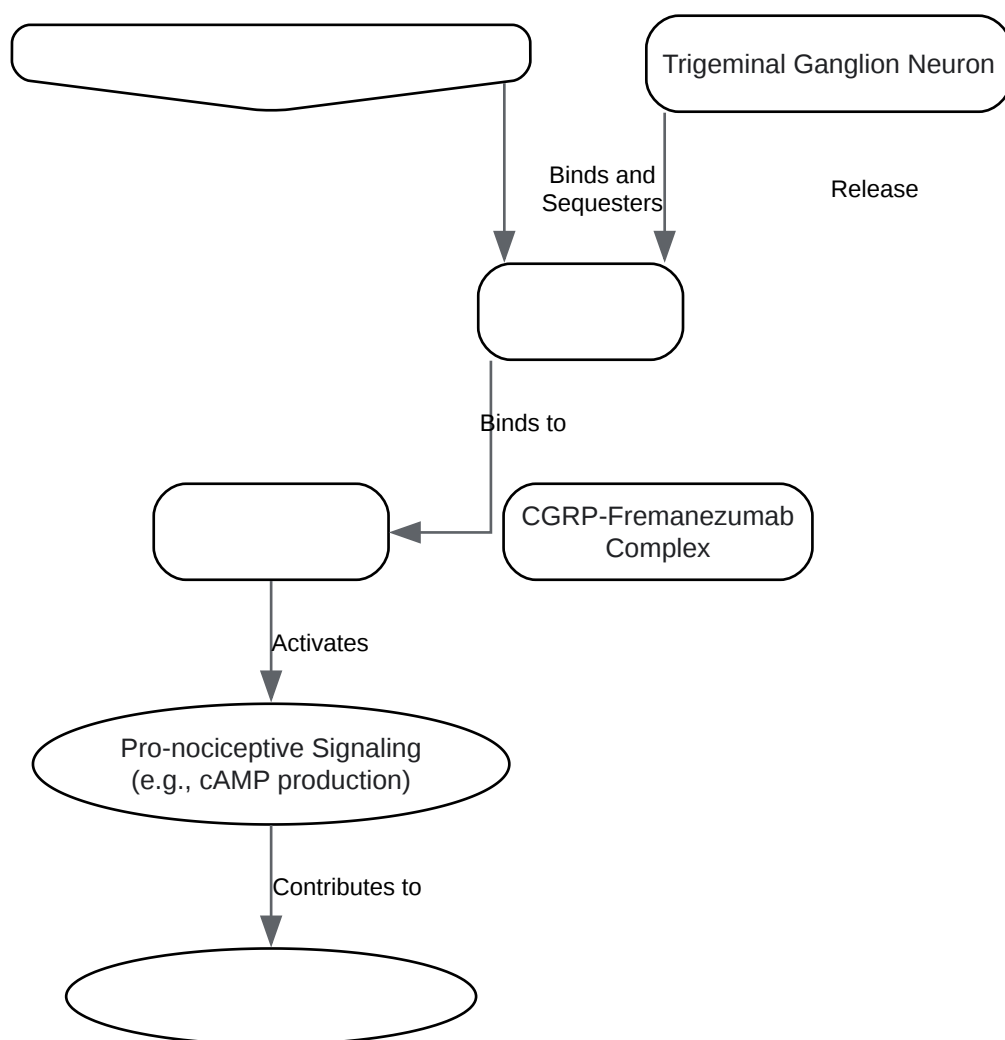 Trigeminal Ganglion Neuron
Binds and
Sequesters
Release
Binds to
CGRP-Fremanezumab
Complex
Activates
Pro-nociceptive Signaling
(e.g., cAMP production)
Contributes to